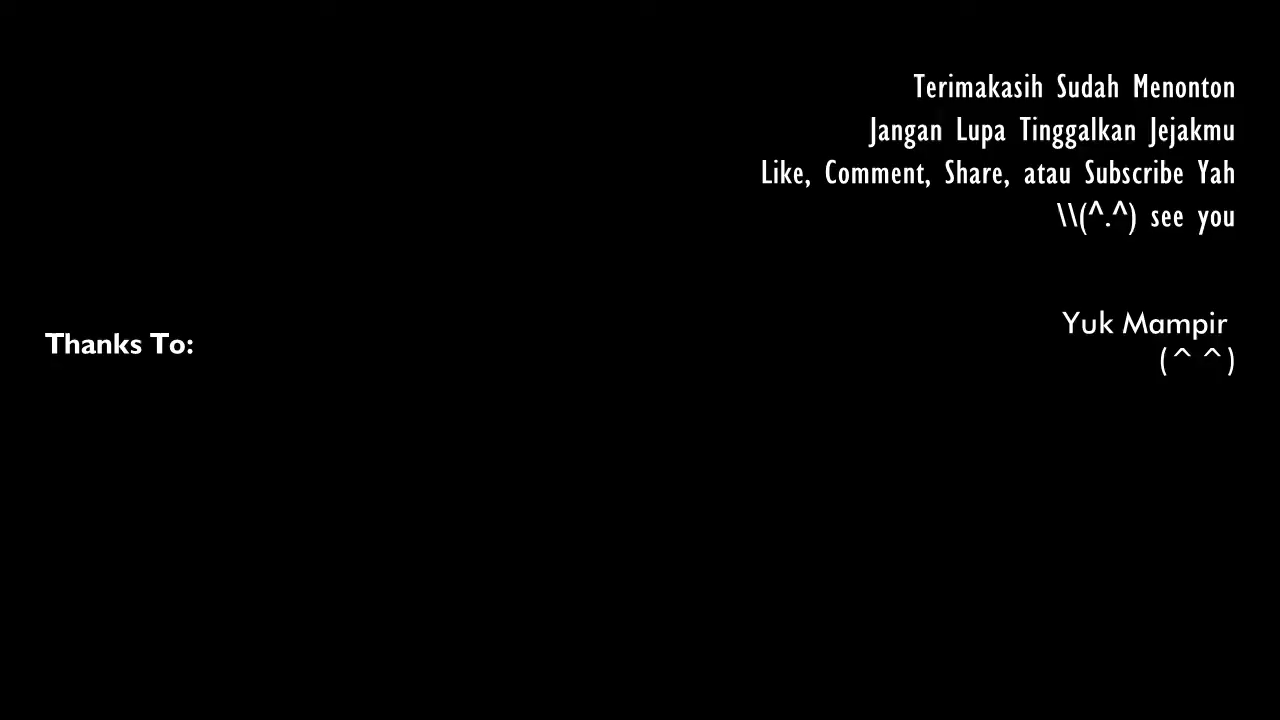 Terimakasih Sudah Menonton
Jangan Lupa Tinggalkan Jejakmu
Like, Comment, Share, atau Subscribe Yah
\\(^.^) see you
Yuk Mampir
(^ ^)
Thanks To: